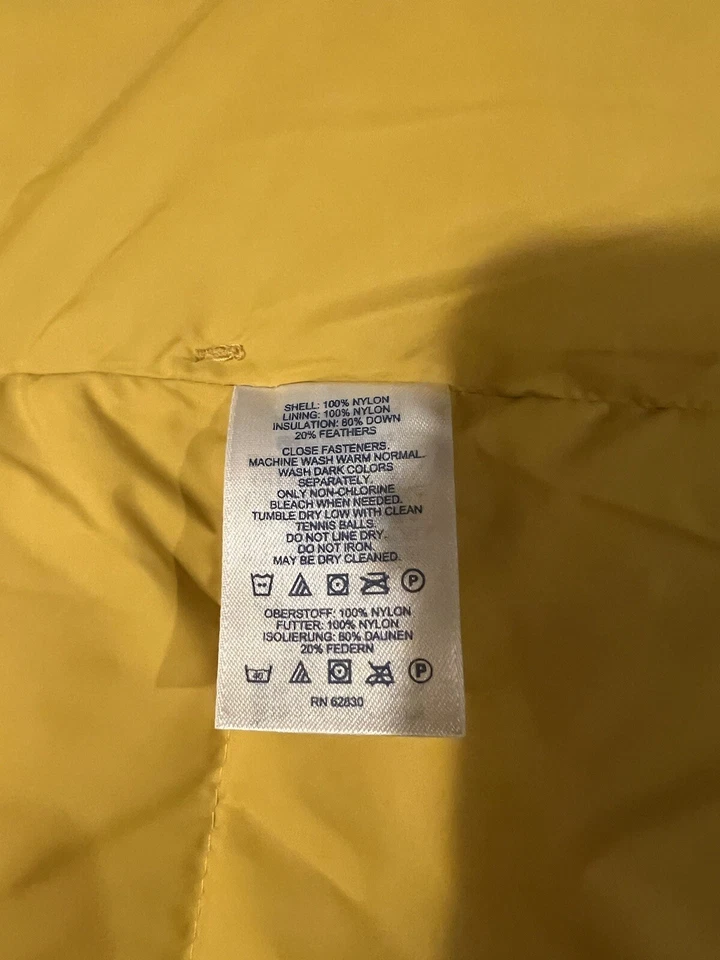 SHELL: 100% NYLON
LINING: 100% NYLON
INSULATION: 80% DOWN
20% FEATHERS
CLOSE FASTENERS.
MACHINE WASH WARM NORMAL.
WASH DARK COLORS
SEPARATELY.
ONLY NON-CHLORINE
BLEACH WHEN NEEDED.
TUMBLE DRY LOW WITH CLEAN
TENNIS BALLS.
DO NOT LINE DRY.
DO NOT IRON.
MAY BE DRY CLEANED.
P
OBERSTOFF: 100% NYLON
FUTTER: 100% NYLON
ISOLIERUNG: 80% DAUNEN
20% FEDERN
40 P
RN 62830